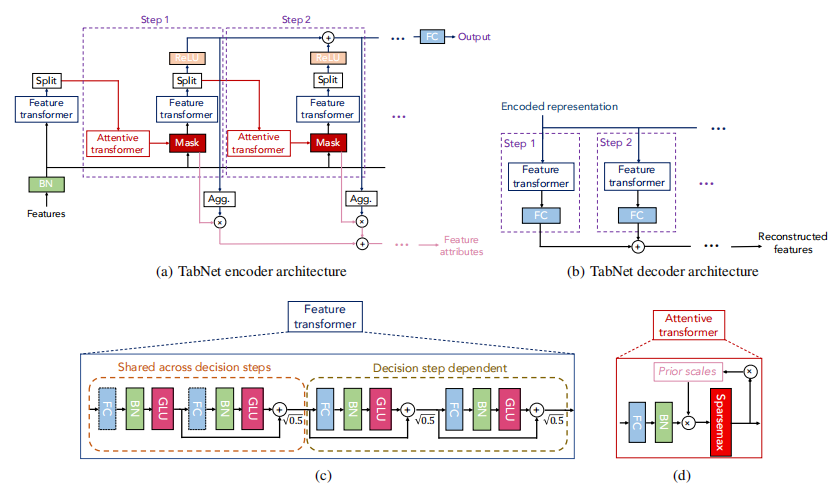 Step 1
Step 2
ReLU
ReLU
+
...
FC
Output
Split
Split
Split
Feature
transformer
Feature
transformer
Feature
transformer
...
Attentive
transformer
Mask
Attentive
transformer
Mask
BN
Features
Agg.
Agg.
×
×
+
...
Feature
attributes
(a) TabNet encoder architecture
Encoded representation
...
Step 1
Step 2
Feature
transformer
Feature
transformer
...
FC
FC
+
...
Reconstructed
features
(b) TabNet decoder architecture
Feature
transformer
Shared across decision steps
Decision step dependent
FC
BN
GLU
FC
BN
GLU
+
√0.5
FC
BN
GLU
+
√0.5
FC
BN
GLU
+
√0.5
(c)
Attentive
transformer
Prior scales
×
FC
BN
×
Sparsemax
(d)